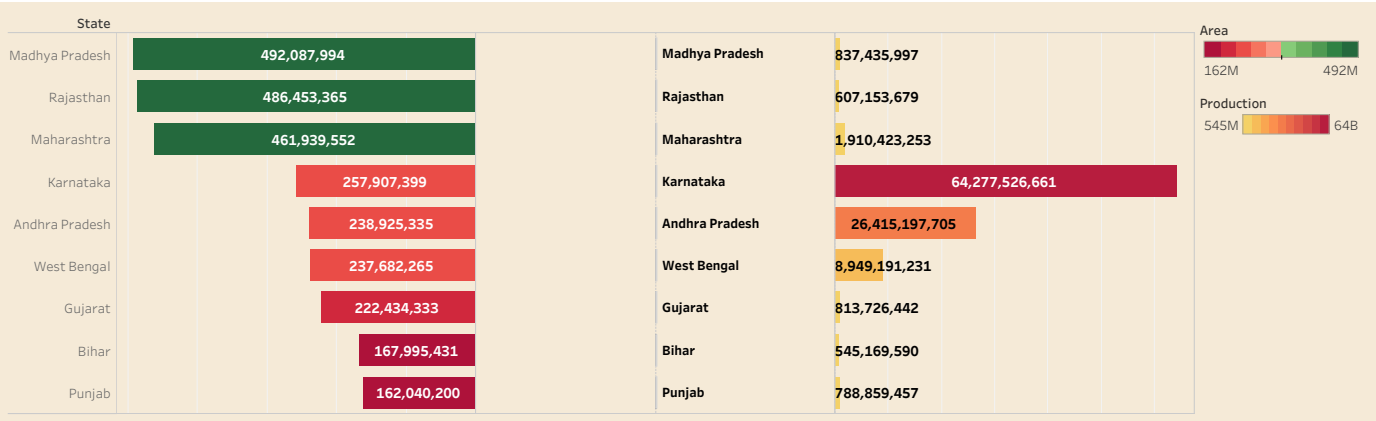 State
Madhya Pradesh 492,087,994 Madhya Pradesh 837,435,997
Rajasthan 486,453,365 Rajasthan 607,153,679
Maharashtra 461,939,552 Maharashtra 1,910,423,253
Karnataka 257,907,399 Karnataka 64,277,526,661
Andhra Pradesh 238,925,335 Andhra Pradesh 26,415,197,705
West Bengal 237,682,265 West Bengal 8,949,191,231
Gujarat 222,434,333 Gujarat 813,726,442
Bihar 167,995,431 Bihar 545,169,590
Punjab 162,040,200 Punjab 788,859,457
Area
162M 492M
Production
545M 64B